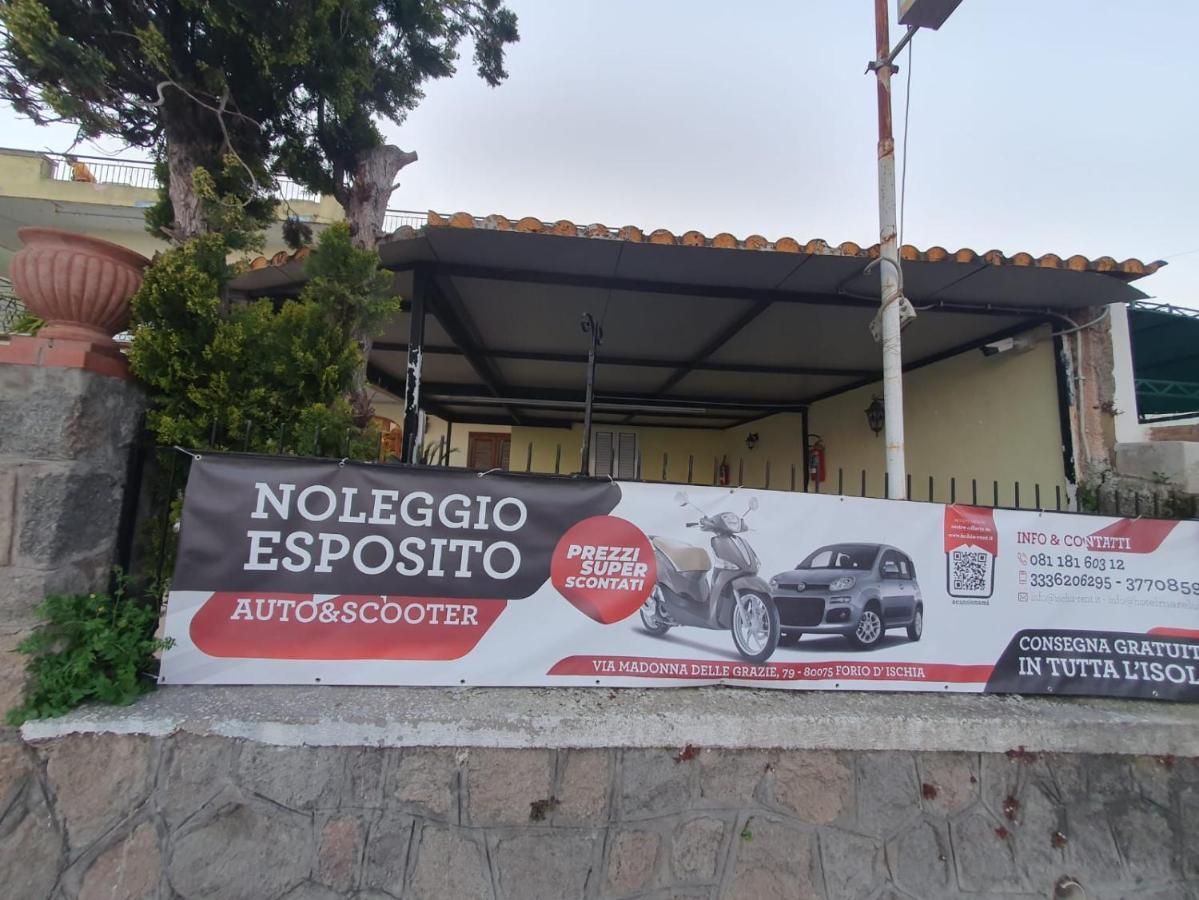 NOLEGGIO
ESPOSITO
AUTO&SCOOTER
PREZZI
SUPER
SCONTATI
VIA MADONNA DELLE GRAZIE, 79 - 80075 FORIO D' ISCHIA
INFO & CONTATTI
081 181 603 12
3336206295 - 3770859
CONSEGNA GRATUIT
IN TUTTA L'ISOL